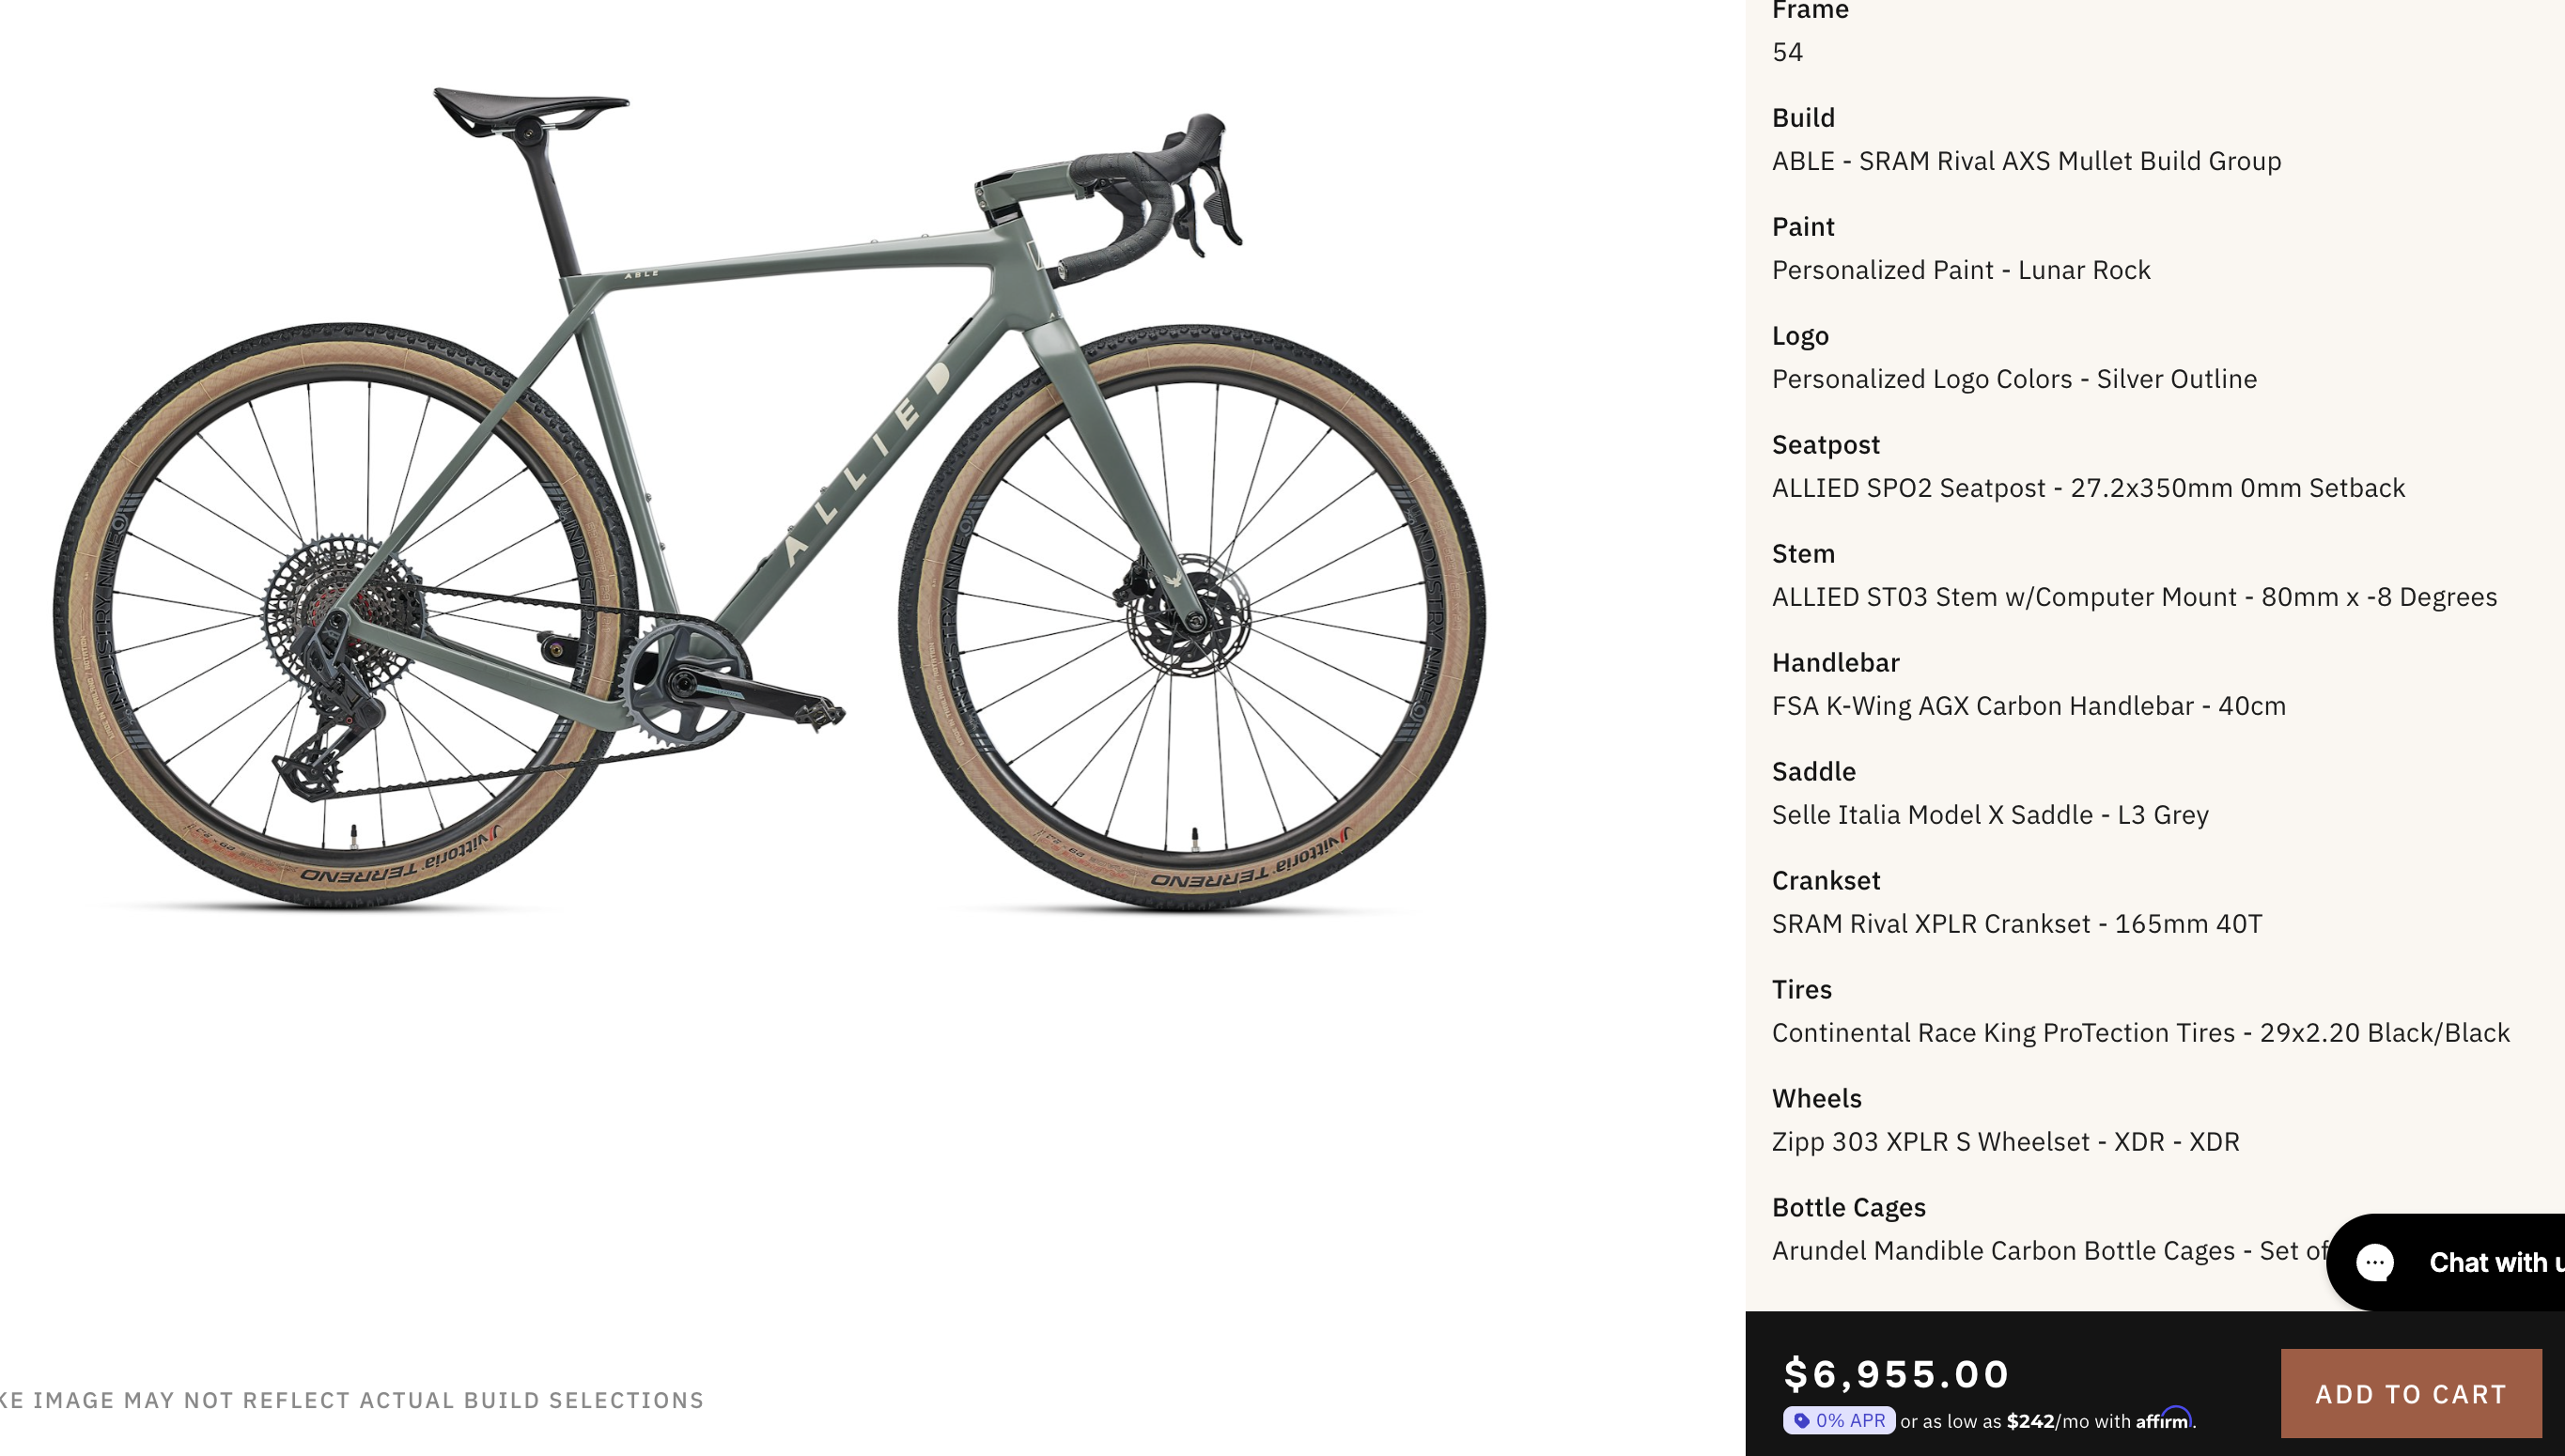 ABLE
ALLIED
INDUSTRY NINE
INDUSTRY NINE
INDUSTRY NINE
INDUSTRY NINE
Vittoria TERRENO
Vittoria TERRENO
KE IMAGE MAY NOT REFLECT ACTUAL BUILD SELECTIONS
Frame
54
Build
ABLE - SRAM Rival AXS Mullet Build Group
Paint
Personalized Paint - Lunar Rock
Logo
Personalized Logo Colors - Silver Outline
Seatpost
ALLIED SPO2 Seatpost - 27.2x350mm 0mm Setback
Stem
ALLIED ST03 Stem w/Computer Mount - 80mm x -8 Degrees
Handlebar
FSA K-Wing AGX Carbon Handlebar - 40cm
Saddle
Selle Italia Model X Saddle - L3 Grey
Crankset
SRAM Rival XPLR Crankset - 165mm 40T
Tires
Continental Race King ProTection Tires - 29x2.20 Black/Black
Wheels
Zipp 303 XPLR S Wheelset - XDR - XDR
Bottle Cages
Arundel Mandible Carbon Bottle Cages - Set of
Chat with u
$6,955.00
0% APR or as low as $242/mo with affirm.
ADD TO CART